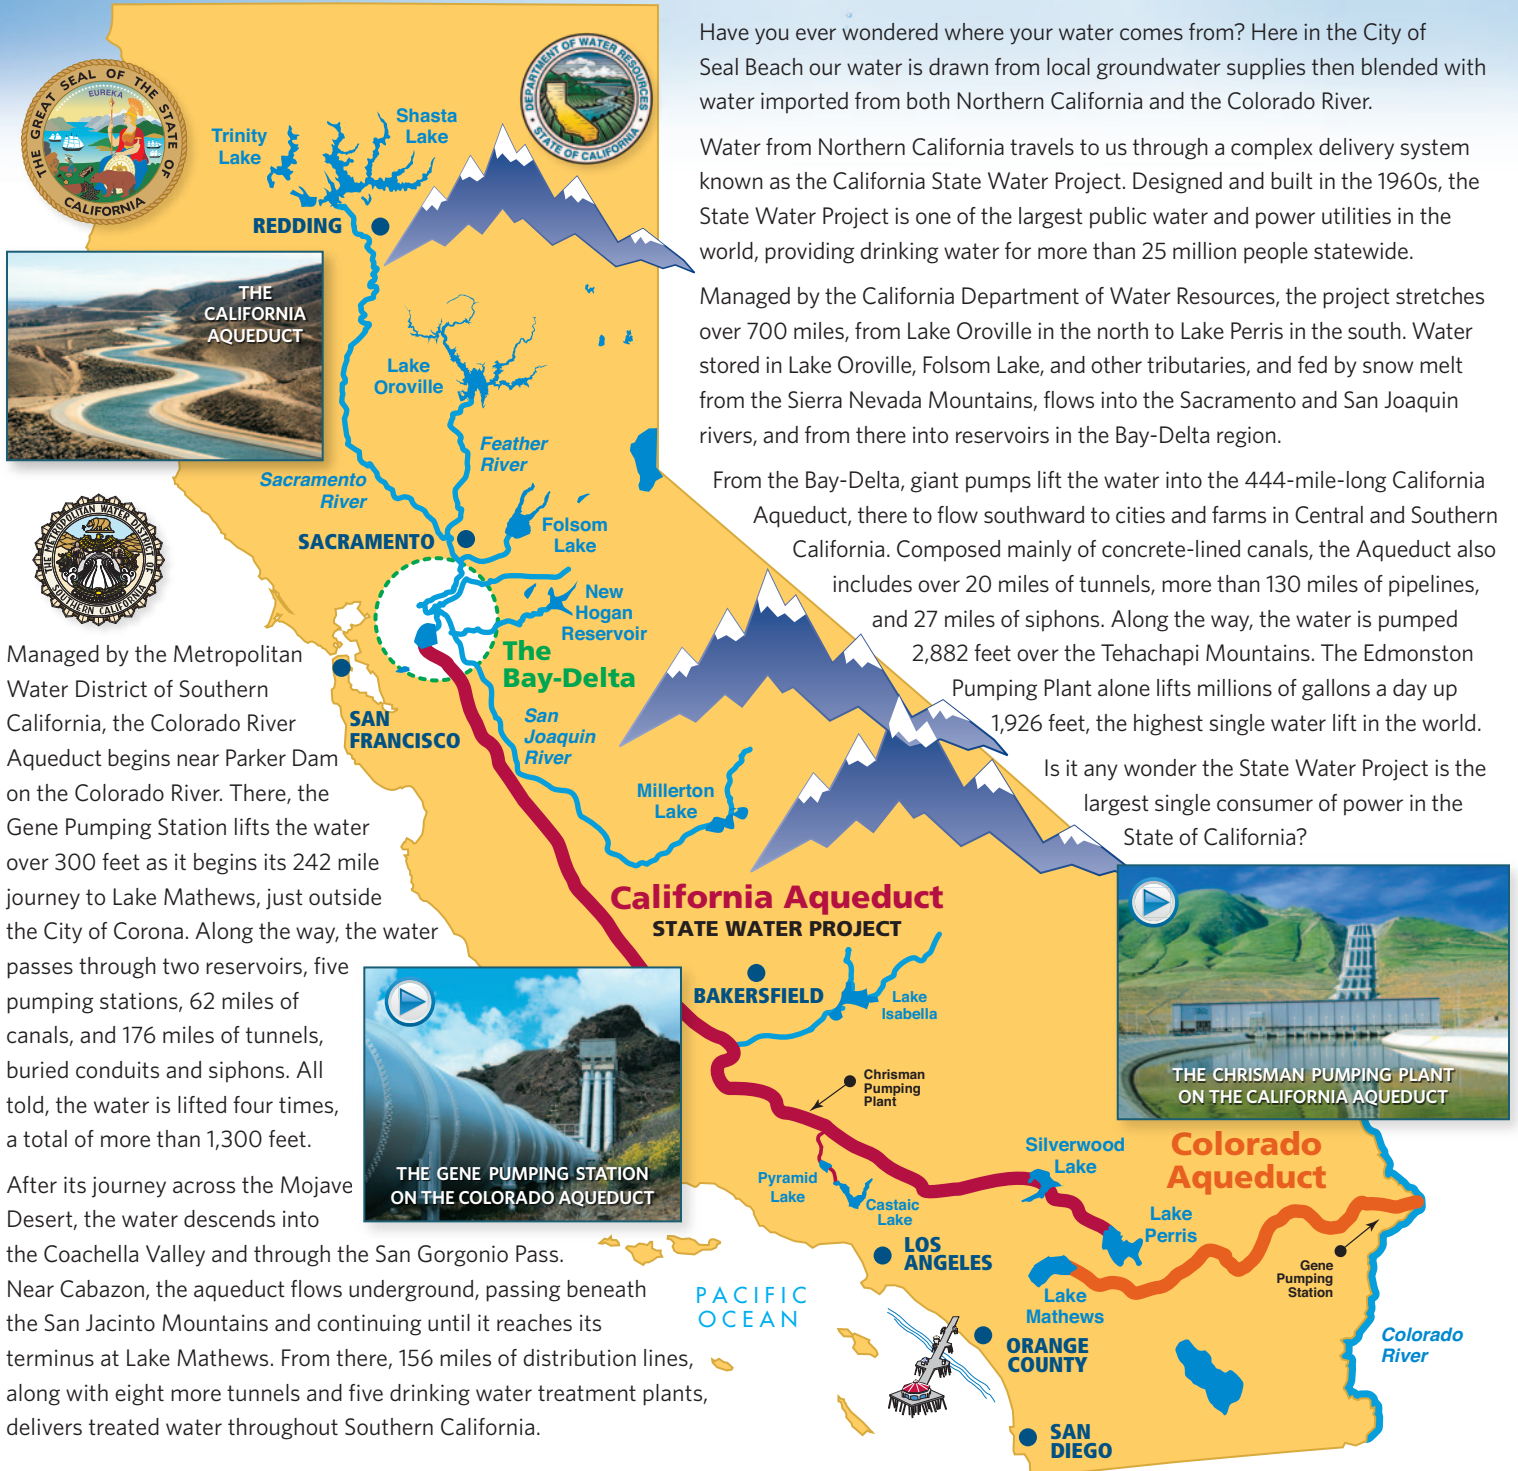 Have you ever wondered where your water comes from? Here in the City of
Seal Beach our water is drawn from local groundwater supplies then blended with
water imported from both Northern California and the Colorado River.
Water from Northern California travels to us through a complex delivery system
known as the California State Water Project. Designed and built in the 1960s, the
State Water Project is one of the largest public water and power utilities in the
world, providing drinking water for more than 25 million people statewide.
Managed by the California Department of Water Resources, the project stretches
over 700 miles, from Lake Oroville in the north to Lake Perris in the south. Water
stored in Lake Oroville, Folsom Lake, and other tributaries, and fed by snow melt
from the Sierra Nevada Mountains, flows into the Sacramento and San Joaquin
rivers, and from there into reservoirs in the Bay-Delta region.
From the Bay-Delta, giant pumps lift the water into the 444-mile-long California
Aqueduct, there to flow southward to cities and farms in Central and Southern
California. Composed mainly of concrete-lined canals, the Aqueduct also
includes over 20 miles of tunnels, more than 130 miles of pipelines,
and 27 miles of siphons. Along the way, the water is pumped
2,882 feet over the Tehachapi Mountains. The Edmonston
Pumping Plant alone lifts millions of gallons a day up
1,926 feet, the highest single water lift in the world.
Is it any wonder the State Water Project is the
largest single consumer of power in the
State of California?
THE GREAT SEAL OF THE STATE OF CALIFORNIA
EUREKA
DEPARTMENT OF WATER RESOURCES
STATE OF CALIFORNIA
Trinity
Lake
Shasta
Lake
REDDING
THE
CALIFORNIA
AQUEDUCT
Lake
Oroville
Feather
River
Sacramento
River
SACRAMENTO
Folsom
Lake
New
Hogan
Reservoir
The
Bay-Delta
THE METROPOLITAN WATER DISTRICT OF
SOUTHERN CALIFORNIA
SAN
FRANCISCO
San
Joaquin
River
Millerton
Lake
Managed by the Metropolitan
Water District of Southern
California, the Colorado River
Aqueduct begins near Parker Dam
on the Colorado River. There, the
Gene Pumping Station lifts the water
over 300 feet as it begins its 242 mile
journey to Lake Mathews, just outside
the City of Corona. Along the way, the water
passes through two reservoirs, five
pumping stations, 62 miles of
canals, and 176 miles of tunnels,
buried conduits and siphons. All
told, the water is lifted four times,
a total of more than 1,300 feet.
After its journey across the Mojave
Desert, the water descends into
the Coachella Valley and through the San Gorgonio Pass.
Near Cabazon, the aqueduct flows underground, passing beneath
the San Jacinto Mountains and continuing until it reaches its
terminus at Lake Mathews. From there, 156 miles of distribution lines,
along with eight more tunnels and five drinking water treatment plants,
delivers treated water throughout Southern California.
California Aqueduct
STATE WATER PROJECT
BAKERSFIELD
Lake
Isabella
THE GENE PUMPING STATION
ON THE COLORADO AQUEDUCT
Chrisman
Pumping
Plant
THE CHRISMAN PUMPING PLANT
ON THE CALIFORNIA AQUEDUCT
Pyramid
Lake
Castaic
Lake
Silverwood
Lake
Colorado
Aqueduct
Lake
Perris
LOS
ANGELES
Gene
Pumping
Station
Lake
Mathews
PACIFIC
OCEAN
ORANGE
COUNTY
Colorado
River
SAN
DIEGO